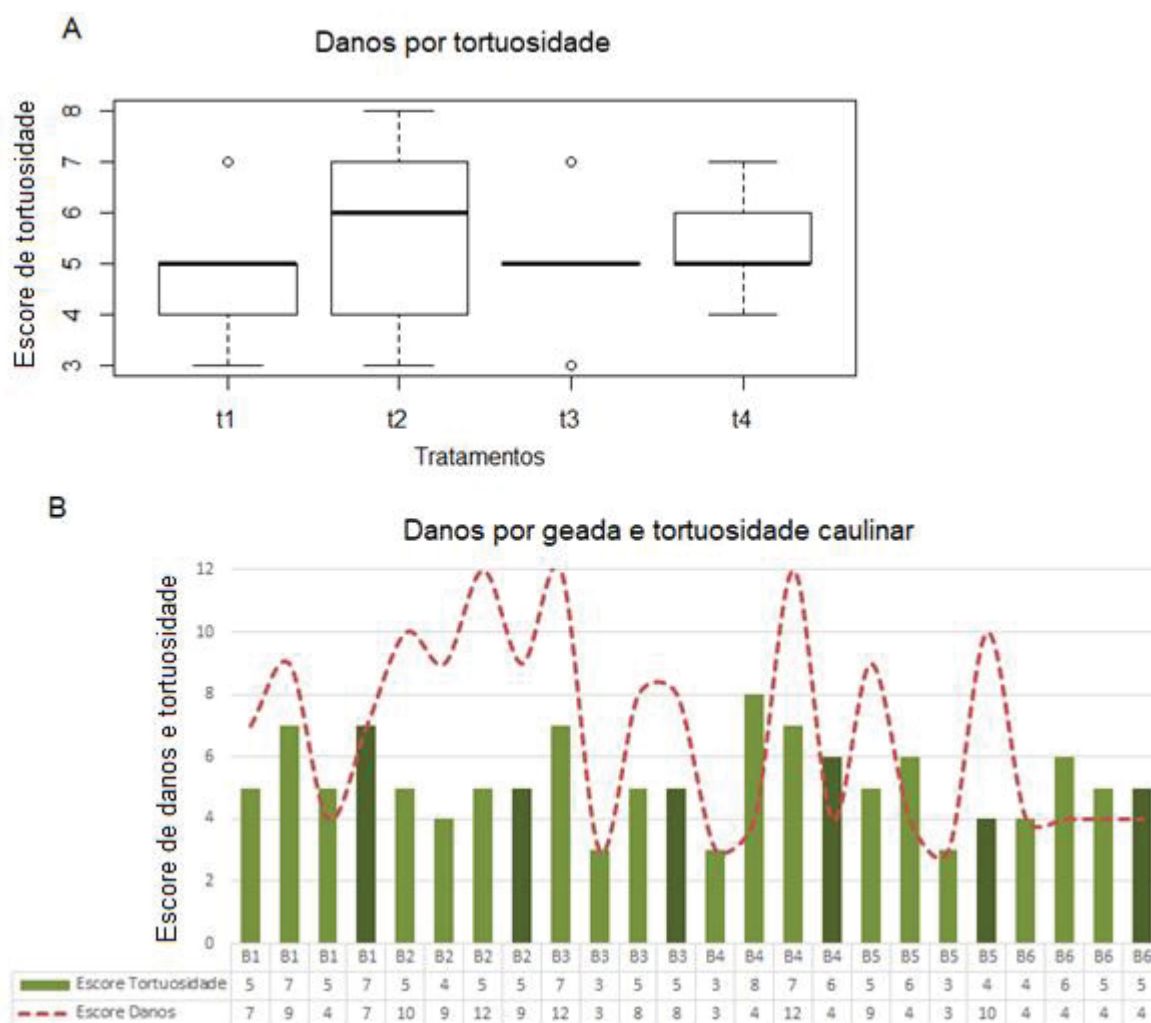 A
Danos por tortuosidade
Escore de tortuosidade
8
7
6
5
4
3
t1 t2 t3 t4
Tratamentos
B
Danos por geada e tortuosidade caulinar
Escore de danos e tortuosidade
12
10
8
6
4
2
0
B1 B1 B1 B1 B2 B2 B2 B2 B3 B3 B3 B3 B4 B4 B4 B4 B5 B5 B5 B5 B6 B6 B6 B6
Escore Tortuosidade 5 7 5 7 5 4 5 5 7 3 5 5 3 8 7 6 5 6 3 4 4 6 5 5
Escore Danos 7 9 4 7 10 9 12 9 12 3 8 8 3 4 12 4 9 4 3 10 4 4 4 4